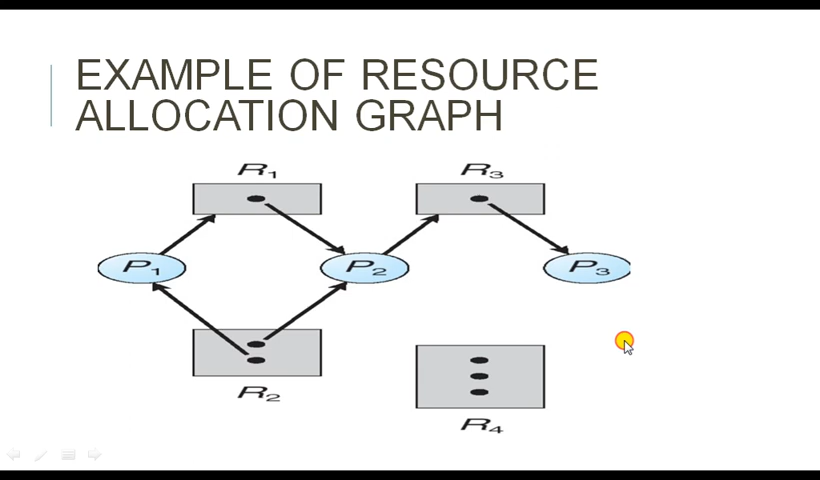 EXAMPLE OF RESOURCE
ALLOCATION GRAPH
R₁
R₃
P₁
P₂
P₃
R₂
R₄